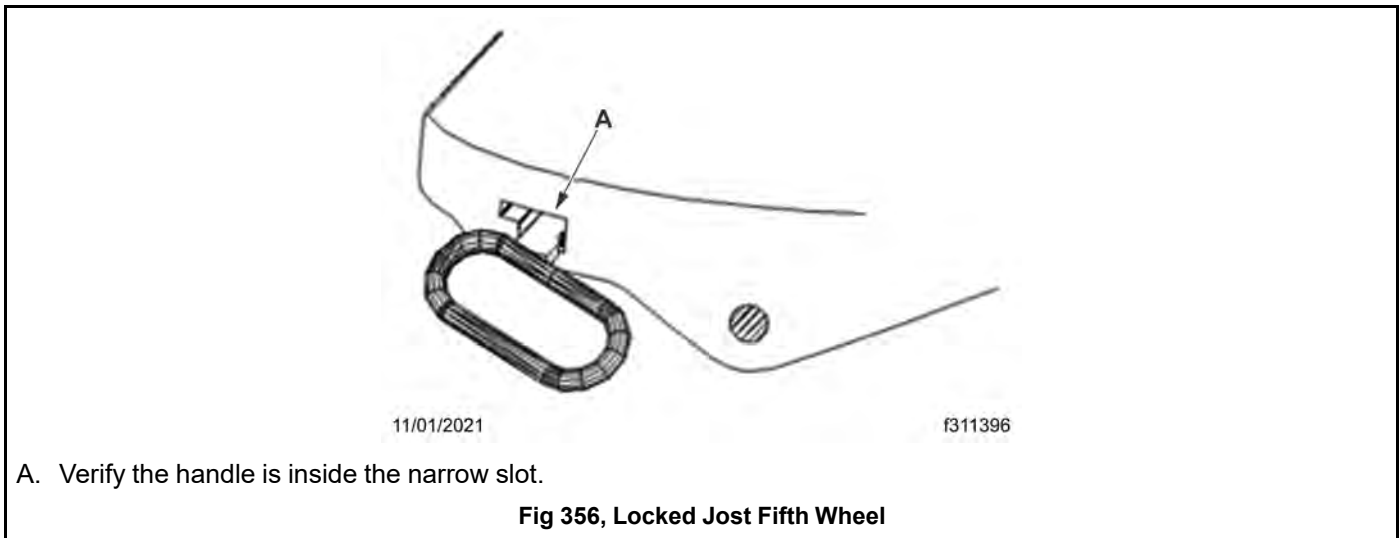 A
11/01/2021 f311396
A. Verify the handle is inside the narrow slot.
Fig 356, Locked Jost Fifth Wheel